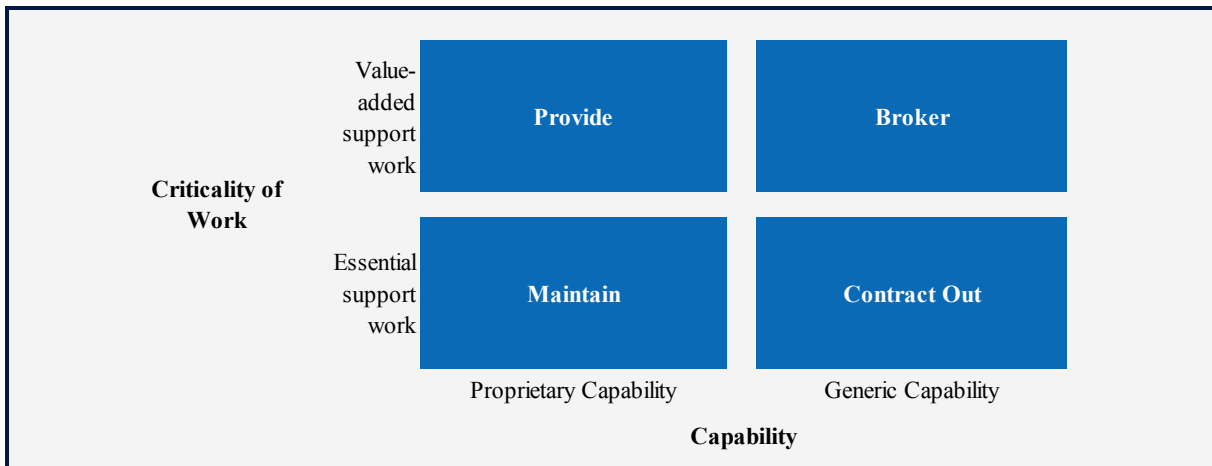 Value-
added
support
work
Provide
Broker
Criticality of
Work
Essential
support
work
Maintain
Contract Out
Proprietary Capability
Generic Capability
Capability